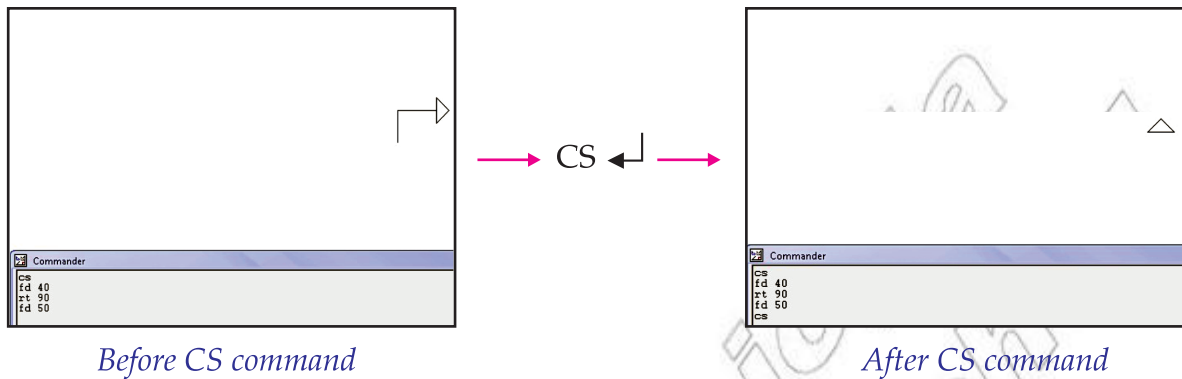 CS
Commander
cs
fd 40
rt 90
fd 50
Commander
cs
fd 40
rt 90
fd 50
cs
Before CS command
After CS command